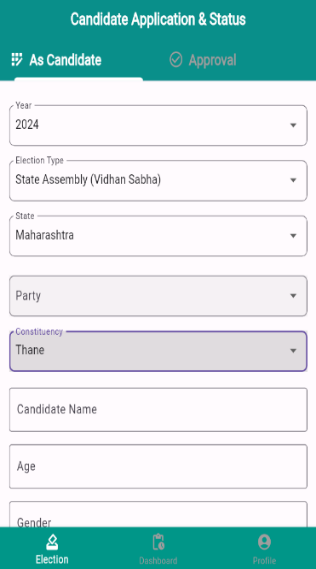 Candidate Application & Status
As Candidate
Approval
Year
2024
Election Type
State Assembly (Vidhan Sabha)
State
Maharashtra
Party
Constituency
Thane
Candidate Name
Age
Gender
Election
Dashboard
Profile